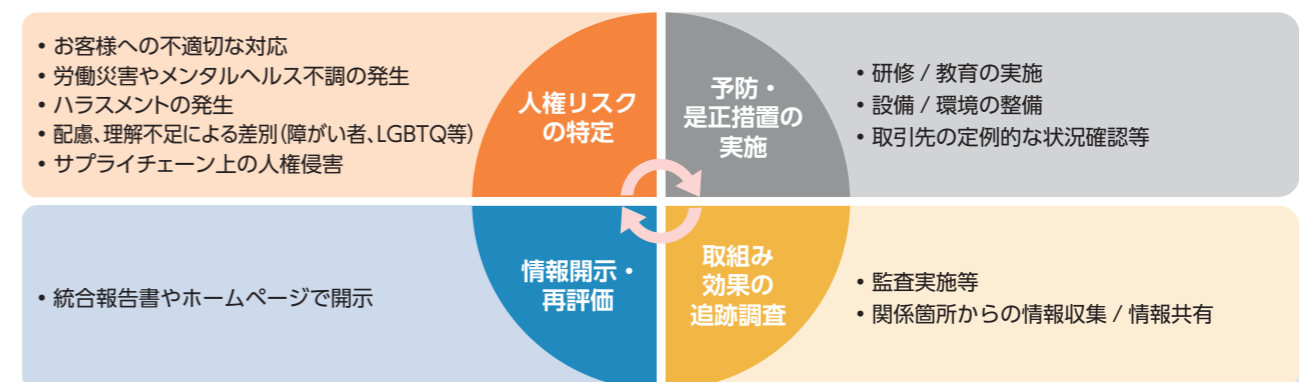 • お客様への不適切な対応
• 労働災害やメンタルヘルス不調の発生
• ハラスメントの発生
• 配慮、理解不足による差別(障がい者、LGBTQ等)
• サプライチェーン上の人権侵害
人権リスク
の特定
予防・
是正措置の
実施
• 研修 / 教育の実施
• 設備 / 環境の整備
• 取引先の定例的な状況確認等
• 統合報告書やホームページで開示
情報開示・
再評価
取組み
効果の
追跡調査
• 監査実施等
• 関係箇所からの情報収集 / 情報共有